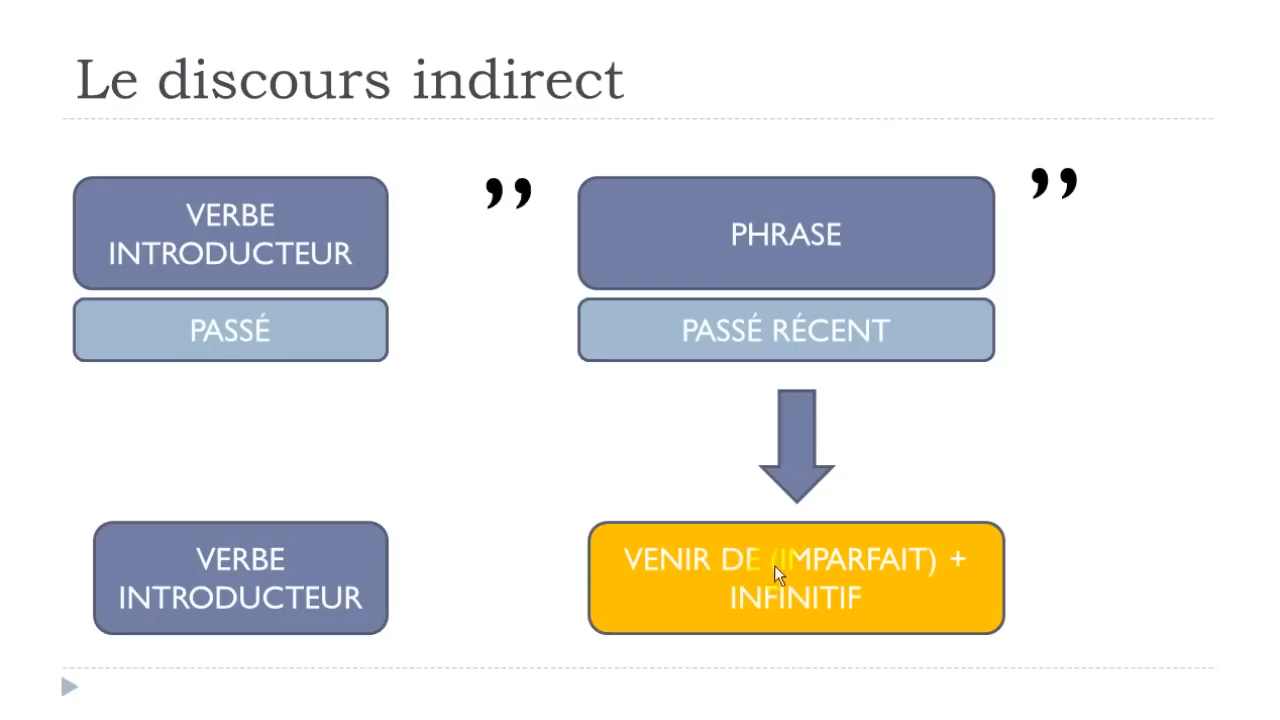 Le discours indirect
VERBE
INTRODUCTEUR
PASSÉ
”
PHRASE
”
PASSÉ RÉCENT
VERBE
INTRODUCTEUR
VENIR DE (IMPARFAIT) +
INFINITIF